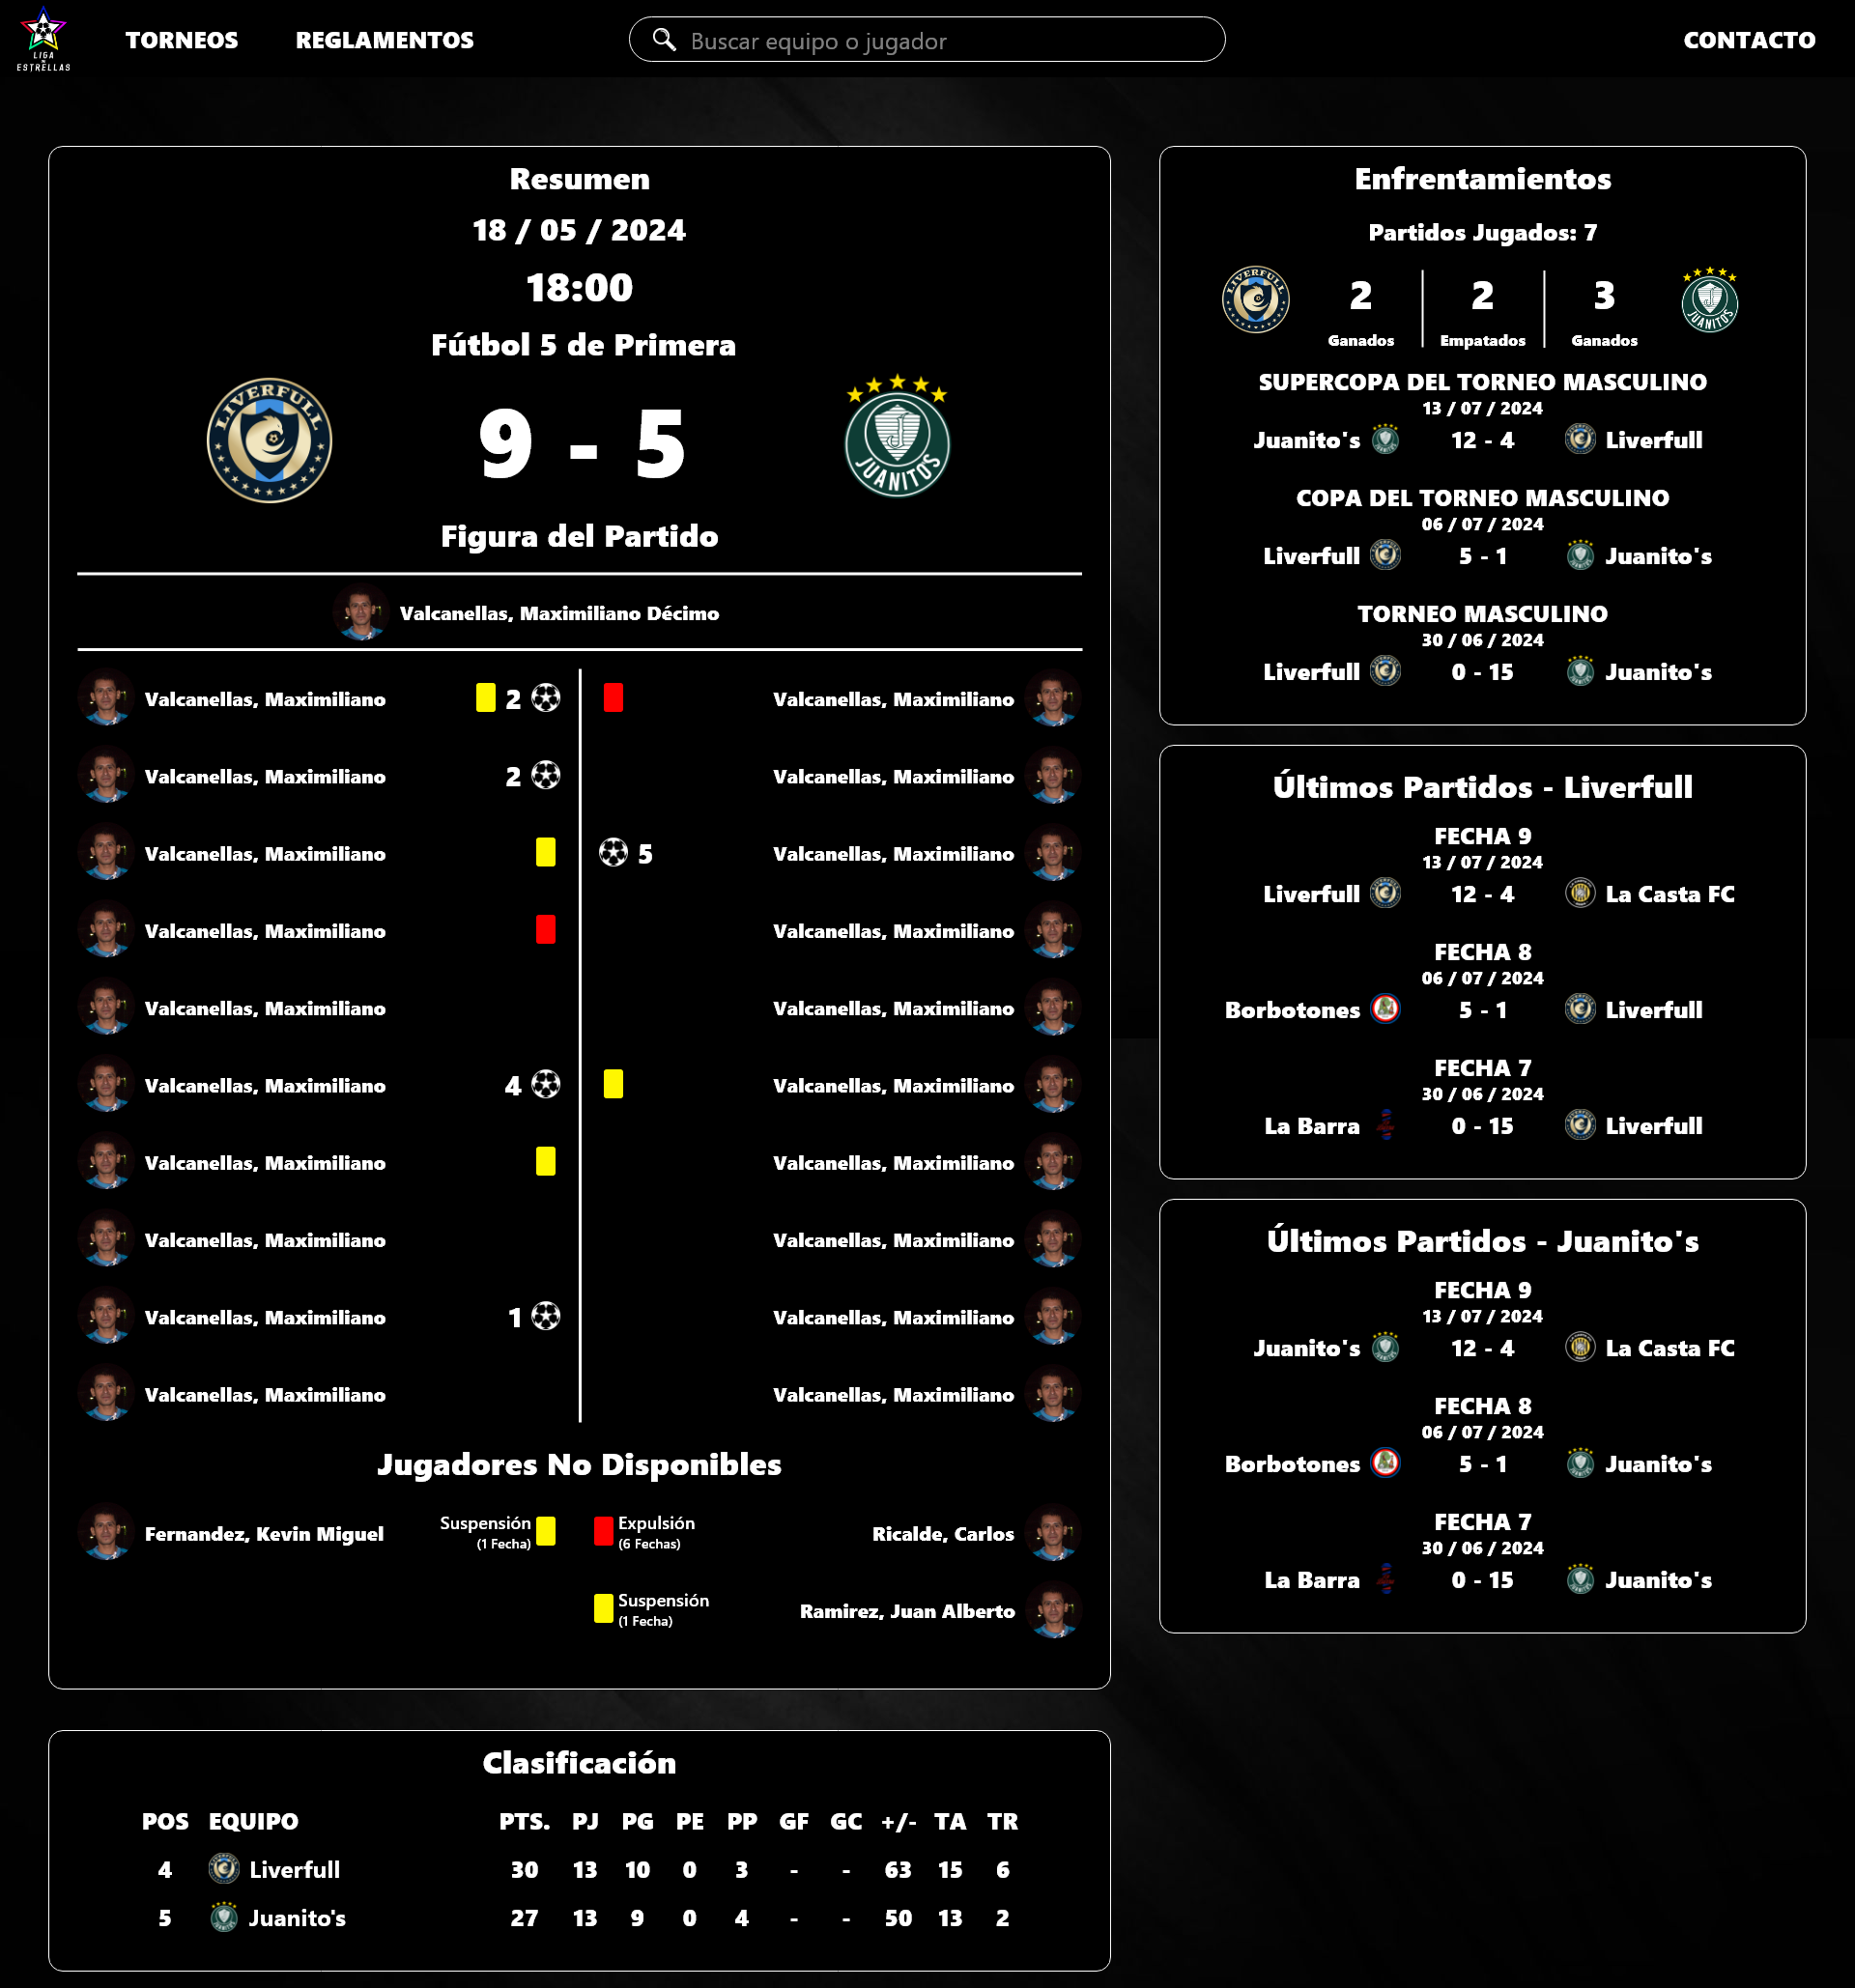 LIGA
DE
ESTRELLAS
TORNEOS
REGLAMENTOS
Buscar equipo o jugador
CONTACTO
Resumen
18 / 05 / 2024
18:00
Fútbol 5 de Primera
LIVERFULL
9 - 5
JUANITOS
Figura del Partido
Valcanellas, Maximiliano Décimo
Valcanellas, Maximiliano 2 Valcanellas, Maximiliano
Valcanellas, Maximiliano 2 Valcanellas, Maximiliano
Valcanellas, Maximiliano 5 Valcanellas, Maximiliano
Valcanellas, Maximiliano Valcanellas, Maximiliano
Valcanellas, Maximiliano Valcanellas, Maximiliano
Valcanellas, Maximiliano 4 Valcanellas, Maximiliano
Valcanellas, Maximiliano Valcanellas, Maximiliano
Valcanellas, Maximiliano Valcanellas, Maximiliano
Valcanellas, Maximiliano 1 Valcanellas, Maximiliano
Valcanellas, Maximiliano Valcanellas, Maximiliano
Jugadores No Disponibles
Fernandez, Kevin Miguel
Suspensión
(1 Fecha)
Expulsión
(6 Fechas)
Ricalde, Carlos
Suspensión
(1 Fecha)
Ramirez, Juan Alberto
Clasificación
POS EQUIPO PTS. PJ PG PE PP GF GC +/- TA TR
4 Liverfull 30 13 10 0 3 - - 63 15 6
5 Juanito's 27 13 9 0 4 - - 50 13 2
Enfrentamientos
Partidos Jugados: 7
LIVERFULL
2 2 3
JUANITOS
Ganados Empatados Ganados
SUPERCOPA DEL TORNEO MASCULINO
13 / 07 / 2024
Juanito's 12 - 4 Liverfull
COPA DEL TORNEO MASCULINO
06 / 07 / 2024
Liverfull 5 - 1 Juanito's
TORNEO MASCULINO
30 / 06 / 2024
Liverfull 0 - 15 Juanito's
Últimos Partidos - Liverfull
FECHA 9
13 / 07 / 2024
Liverfull 12 - 4 La Casta FC
FECHA 8
06 / 07 / 2024
Borbotones 5 - 1 Liverfull
FECHA 7
30 / 06 / 2024
La Barra 0 - 15 Liverfull
Últimos Partidos - Juanito's
FECHA 9
13 / 07 / 2024
Juanito's 12 - 4 La Casta FC
FECHA 8
06 / 07 / 2024
Borbotones 5 - 1 Juanito's
FECHA 7
30 / 06 / 2024
La Barra 0 - 15 Juanito's